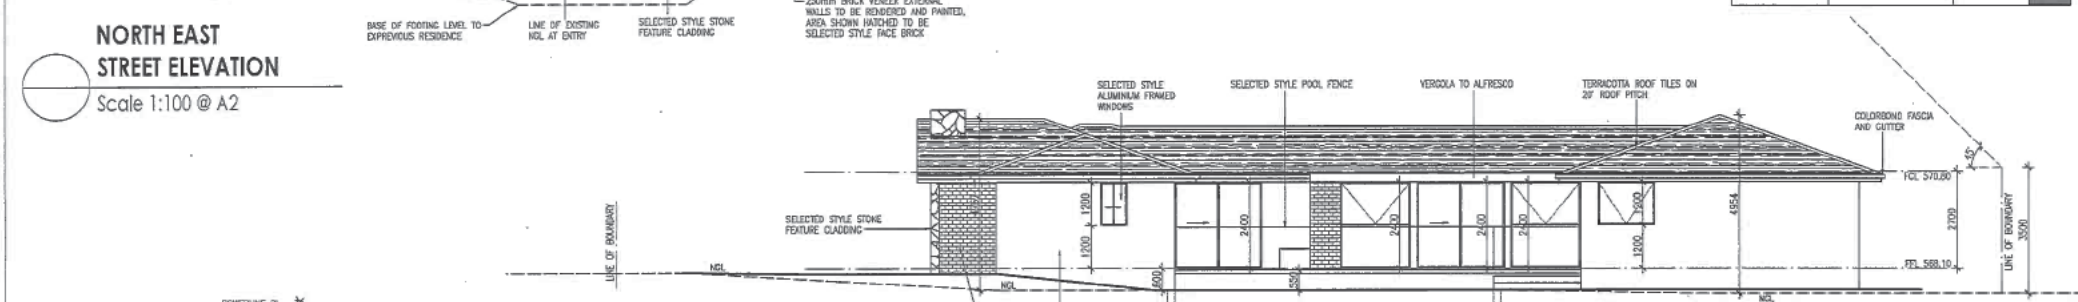 250mm BRICK VENEER EXTERNAL
WALLS TO BE RENDERED AND PAINTED,
AREA SHOWN HATCHED TO BE
SELECTED STYLE FACE BRICK
BASE OF FOOTING LEVEL TO
EXPREVIOUS RESIDENCE
LINE OF EXISTING
NGL AT ENTRY
SELECTED STYLE STONE
FEATURE CLADDING
NORTH EAST
STREET ELEVATION
Scale 1:100 @ A2
SELECTED STYLE
ALUMINIUM FRAMED
WINDOWS
SELECTED STYLE POOL FENCE
VERGOLA TO ALFRESCO
TERRACOTTA ROOF TILES ON
20° ROOF PITCH
COLORBOND FASCIA
AND GUTTER
45°
FCL 570.80
SELECTED STYLE STONE
FEATURE CLADDING
LINE OF BOUNDARY
1200
1200
2400
2400
2400
2400
1200
1200
4954
2700
3500
LINE OF BOUNDARY
FFL 568.10
NGL
NGL
600
550
NGL